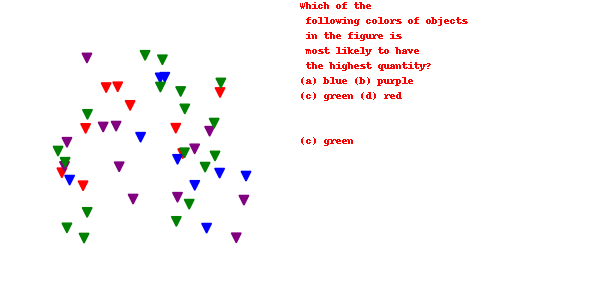 Which of the
following colors of objects
in the figure is
most likely to have
the highest quantity?
(a) blue (b) purple
(c) green (d) red
(c) green